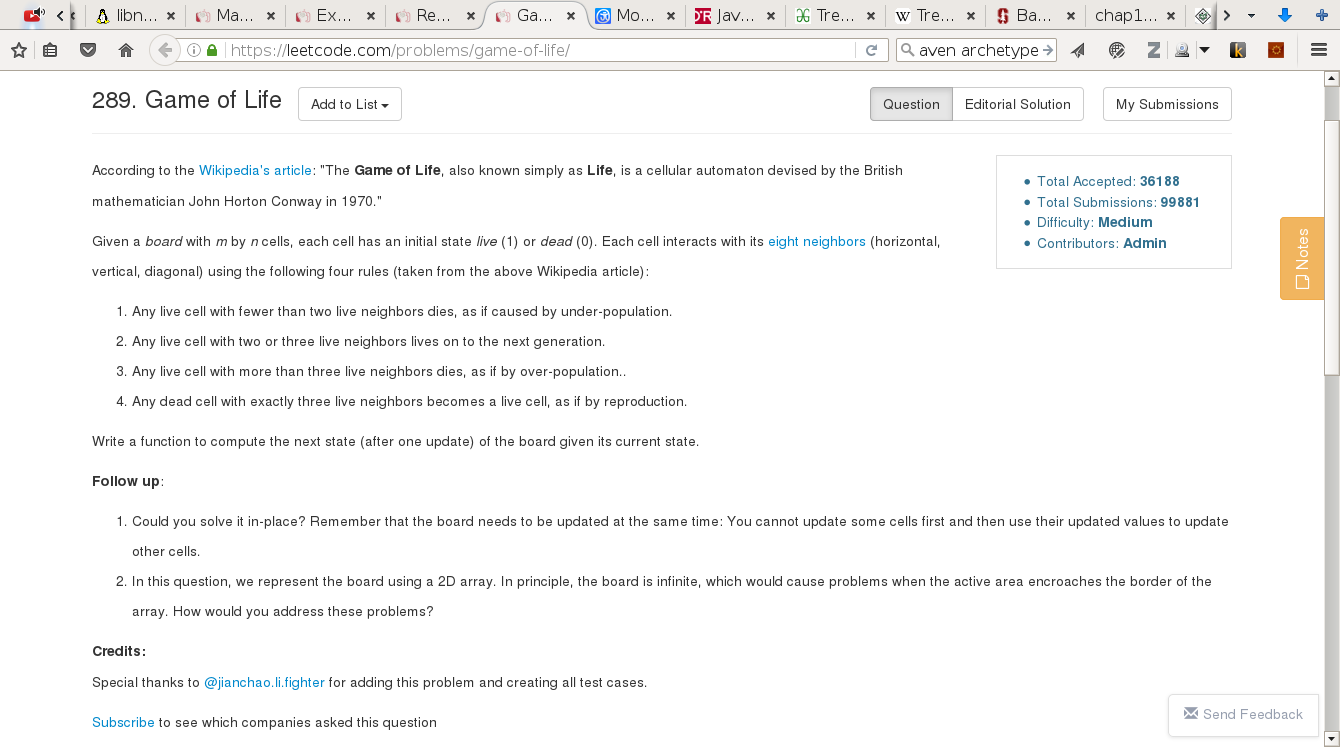 libn... Ma... Ex... Re... Ga... Mo... Jav... Tre... Tre... Ba... chap1...
https://leetcode.com/problems/game-of-life/ aven archetype
289. Game of Life Add to List Question Editorial Solution My Submissions
According to the Wikipedia's article: "The Game of Life, also known simply as Life, is a cellular automaton devised by the British
mathematician John Horton Conway in 1970."
Total Accepted: 36188
Total Submissions: 99881
Difficulty: Medium
Contributors: Admin
Notes
Given a board with m by n cells, each cell has an initial state live (1) or dead (0). Each cell interacts with its eight neighbors (horizontal,
vertical, diagonal) using the following four rules (taken from the above Wikipedia article):
1. Any live cell with fewer than two live neighbors dies, as if caused by under-population.
2. Any live cell with two or three live neighbors lives on to the next generation.
3. Any live cell with more than three live neighbors dies, as if by over-population..
4. Any dead cell with exactly three live neighbors becomes a live cell, as if by reproduction.
Write a function to compute the next state (after one update) of the board given its current state.
Follow up:
1. Could you solve it in-place? Remember that the board needs to be updated at the same time: You cannot update some cells first and then use their updated values to update
other cells.
2. In this question, we represent the board using a 2D array. In principle, the board is infinite, which would cause problems when the active area encroaches the border of the
array. How would you address these problems?
Credits:
Special thanks to @jianchao.li.fighter for adding this problem and creating all test cases.
Subscribe to see which companies asked this question
Send Feedback